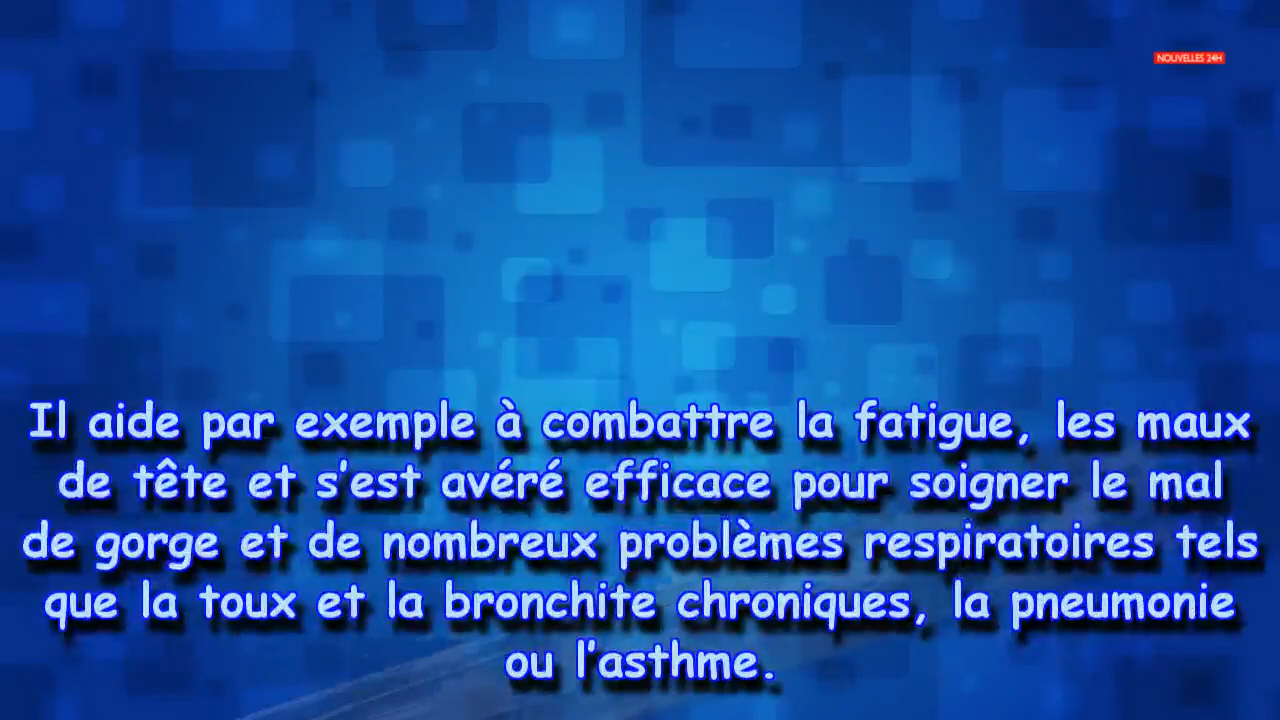 NOUVELLES 24H
Il aide par exemple à combattre la fatigue, les maux
de tête et s'est avéré efficace pour soigner le mal
de gorge et de nombreux problèmes respiratoires tels
que la toux et la bronchite chroniques, la pneumonie
ou l'asthme.